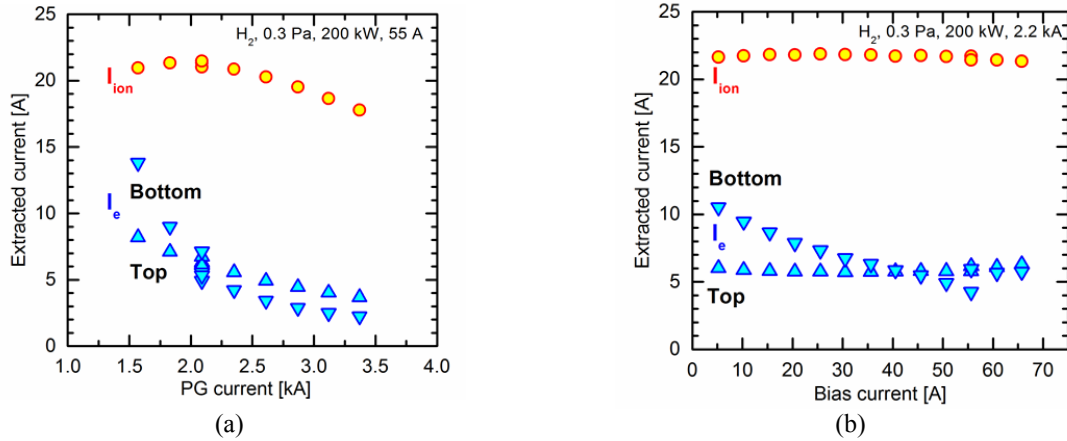 H2, 0.3 Pa, 200 kW, 55 A
25
20
15
10
5
0
Extracted current [A]
Iion
Ie
Bottom
Top
1.0 1.5 2.0 2.5 3.0 3.5 4.0
PG current [kA]
(a)
H2, 0.3 Pa, 200 kW, 2.2 kA
25
20
15
10
5
0
Extracted current [A]
Iion
Bottom
Ie
Top
0 10 20 30 40 50 60 70
Bias current [A]
(b)